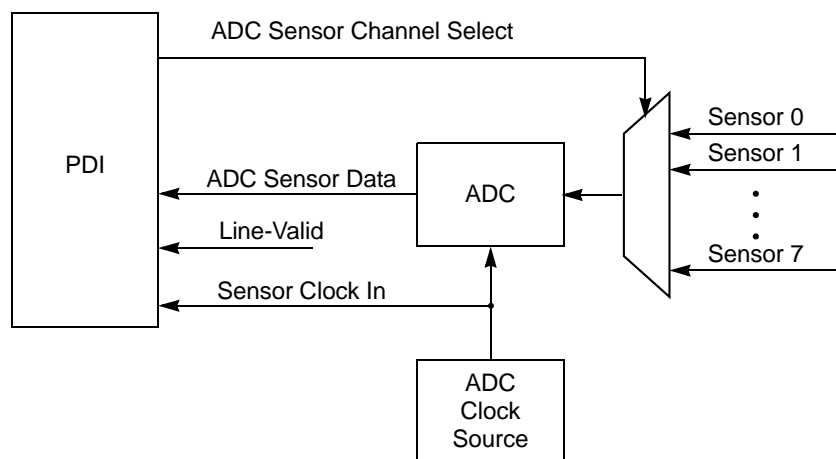 ADC Sensor Channel Select
Sensor 0
Sensor 1
PDI
ADC Sensor Data
ADC
Line-Valid
Sensor 7
Sensor Clock In
ADC
Clock
Source